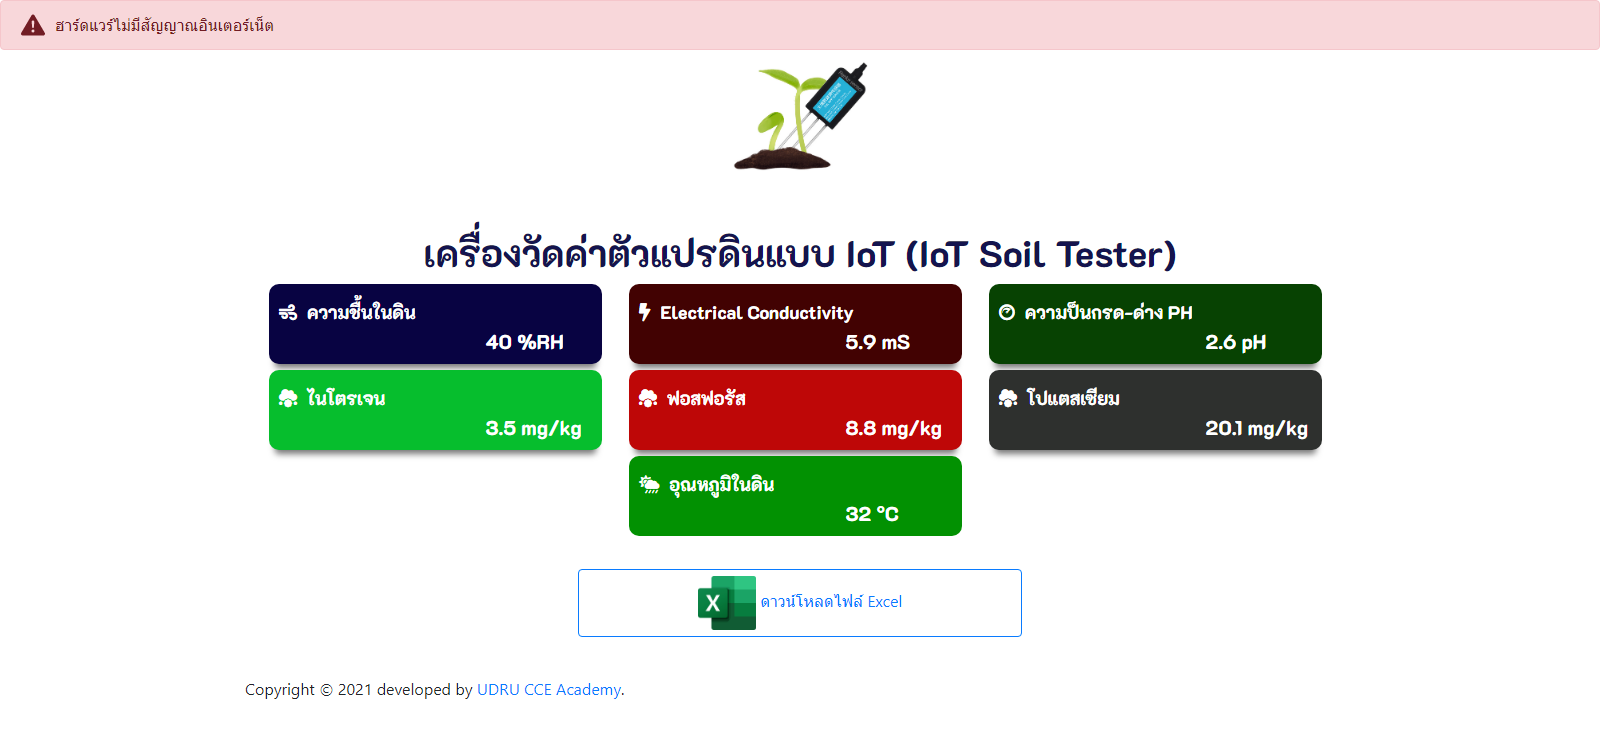 ฮาร์ดแวร์ไม่มีสัญญาณอินเตอร์เน็ต
เครื่องวัดค่าตัวแปรดินแบบ IoT (IoT Soil Tester)
ความชื้นในดิน
40 %RH
Electrical Conductivity
5.9 mS
ความป็นกรด-ด่าง PH
2.6 pH
ไนโตรเจน
3.5 mg/kg
ฟอสฟอรัส
8.8 mg/kg
โปแตสเซียม
20.1 mg/kg
อุณหภูมิในดิน
32 °C
X ดาวน์โหลดไฟล์ Excel
Copyright © 2021 developed by UDRU CCE Academy.